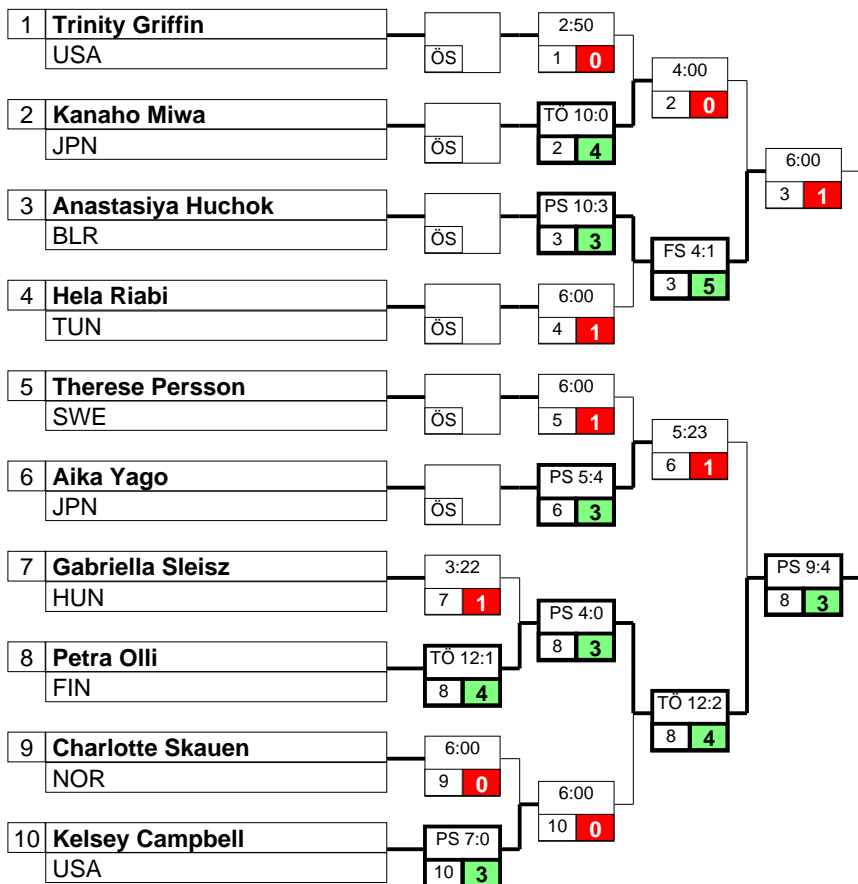 1 Trinity Griffin
USA
ÖS
2:50
1 0
4:00
2 0
2 Kanaho Miwa
JPN
ÖS
TÖ 10:0
2 4
6:00
3 1
3 Anastasiya Huchok
BLR
ÖS
PS 10:3
3 3
FS 4:1
3 5
4 Hela Riabi
TUN
ÖS
6:00
4 1
5 Therese Persson
SWE
ÖS
6:00
5 1
5:23
6 1
6 Aika Yago
JPN
ÖS
PS 5:4
6 3
7 Gabriella Sleisz
HUN
3:22
7 1
PS 9:4
8 3
PS 4:0
8 3
8 Petra Olli
FIN
TÖ 12:1
8 4
TÖ 12:2
8 4
9 Charlotte Skauen
NOR
6:00
9 0
6:00
10 0
10 Kelsey Campbell
USA
PS 7:0
10 3